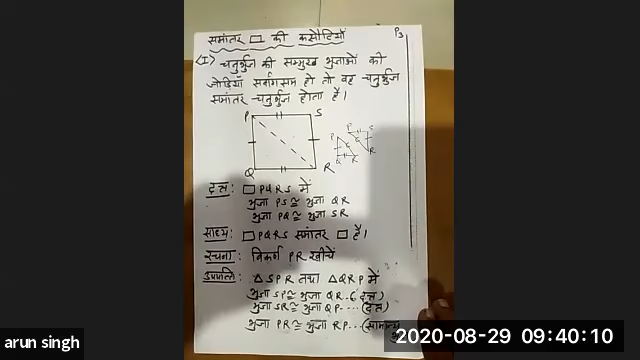 समांतर □ की कसौटियाँ
P3
(I) चतुर्भुज की सम्मुख भुजाओं की
जोड़ियाँ सर्वांगसम हो तो वह चतुर्भुज
समांतर चतुर्भुज होता है।
P S
Q R
P Q R
P S R
दत्त: □ PQRS में
भुजा PS ≅ भुजा QR
भुजा PQ ≅ भुजा SR
साध्य: □ PQRS समांतर □ है।
रचना: विकर्ण PR खींचें
उपपत्ति: △ SPR तथा △ QRP में
भुजा SP ≅ भुजा QR..(दत्त)
भुजा SR ≅ भुजा QP...(दत्त)
भुजा PR ≅ भुजा RP...(सामान्य
arun singh
2020-08-29 09:40:10